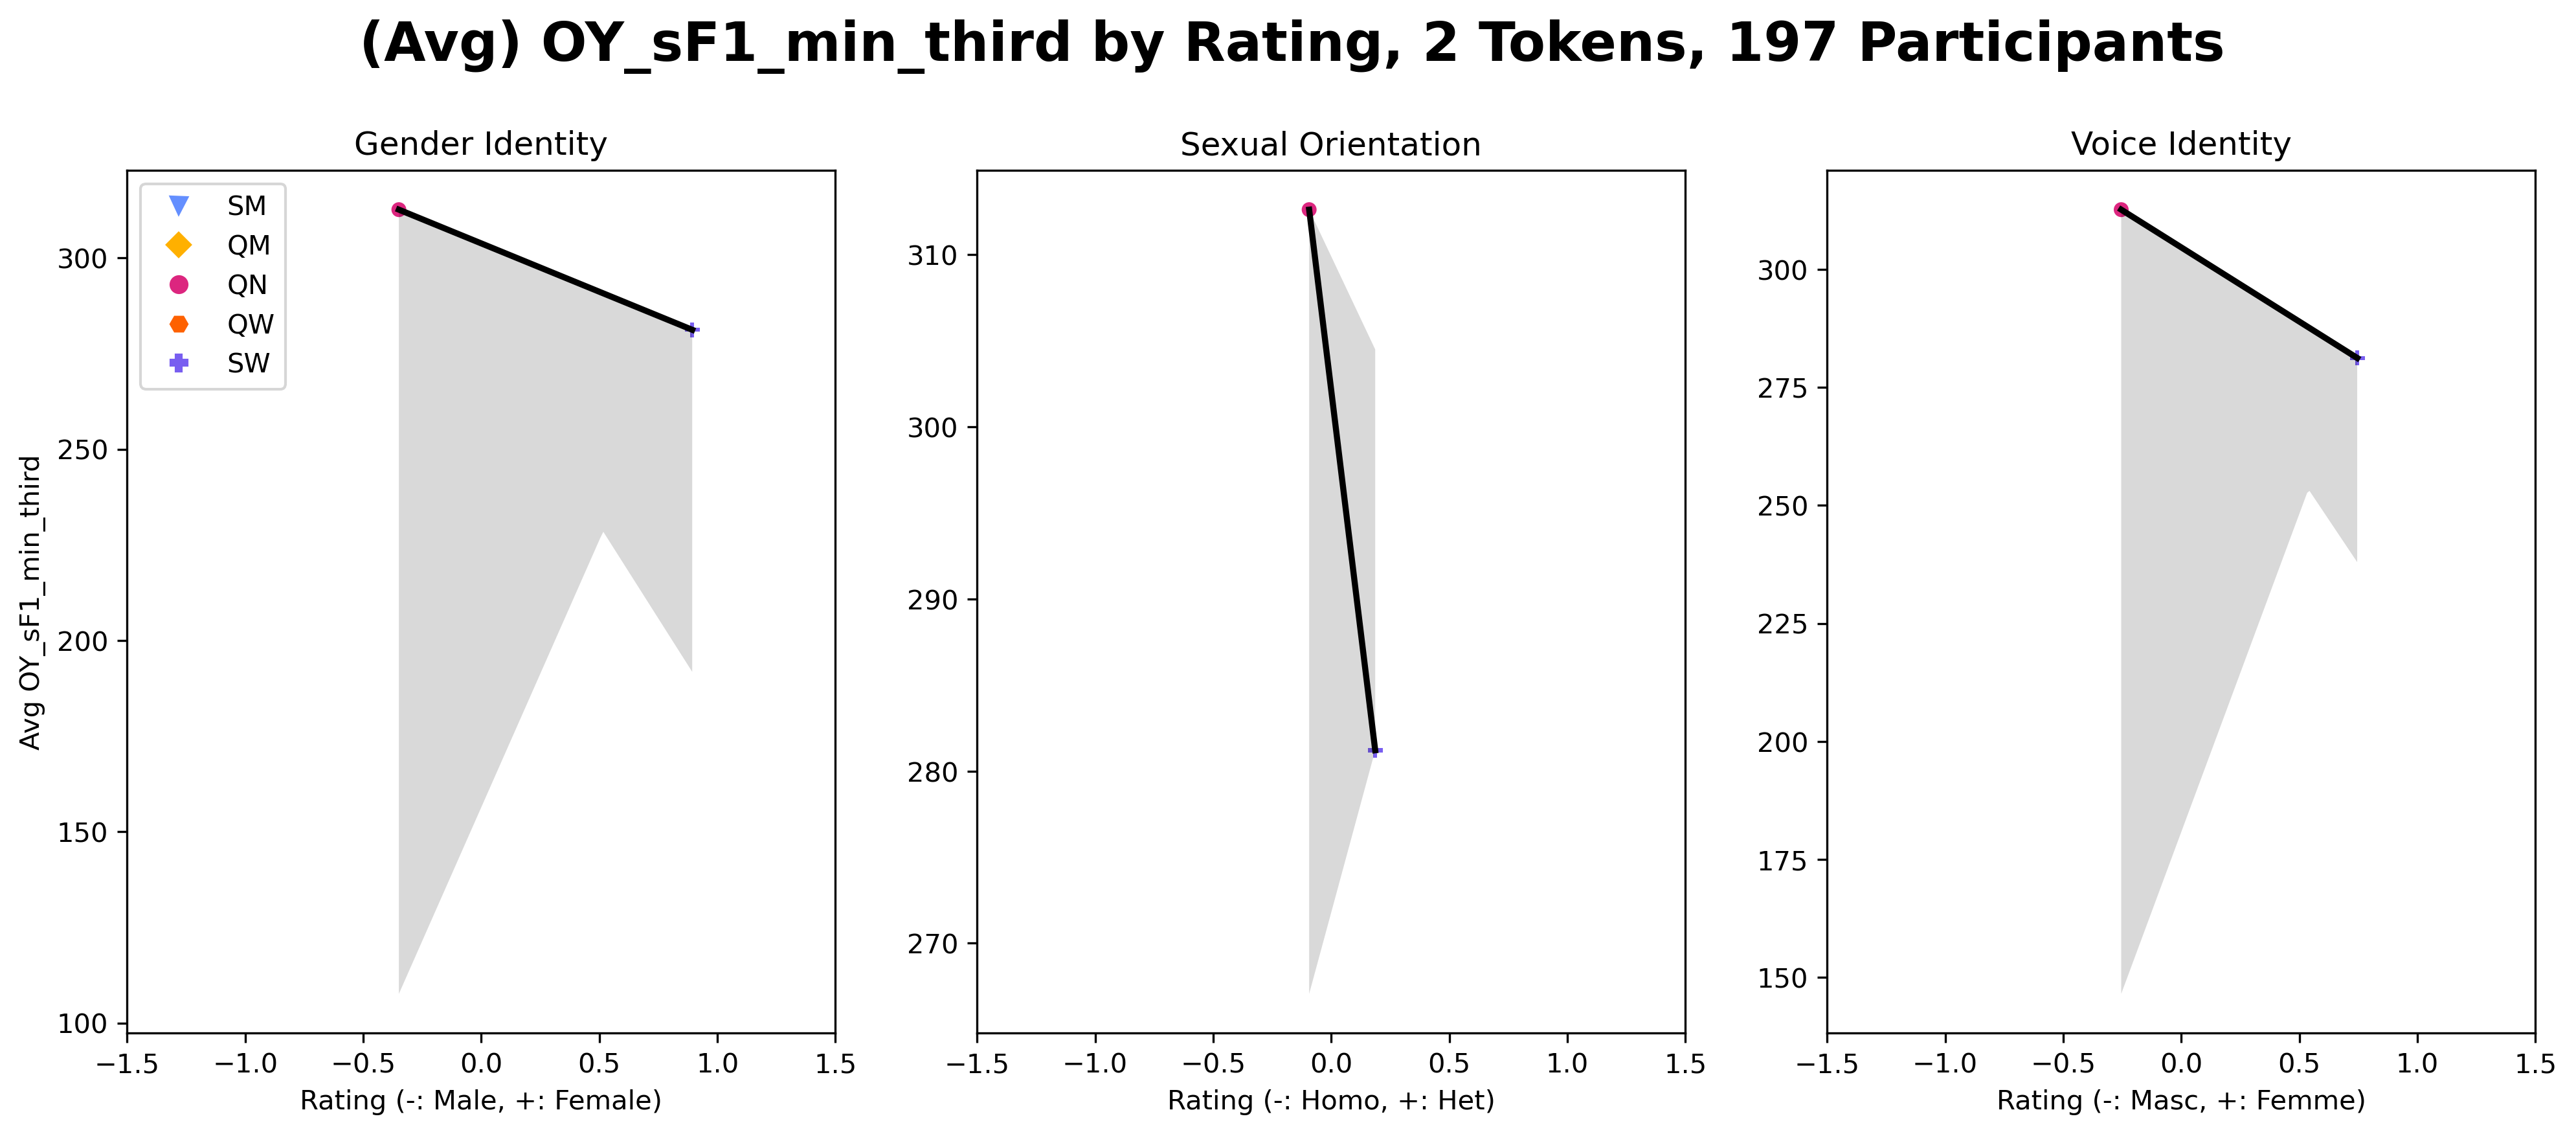 (Avg) OY_sF1_min_third by Rating, 2 Tokens, 197 Participants
Gender Identity
SM
QM
QN
QW
SW
300
250
200
150
100
Avg OY_sF1_min_third
−1.5 −1.0 −0.5 0.0 0.5 1.0 1.5
Rating (-: Male, +: Female)
Sexual Orientation
310
300
290
280
270
−1.5 −1.0 −0.5 0.0 0.5 1.0 1.5
Rating (-: Homo, +: Het)
Voice Identity
300
275
250
225
200
175
150
−1.5 −1.0 −0.5 0.0 0.5 1.0 1.5
Rating (-: Masc, +: Femme)